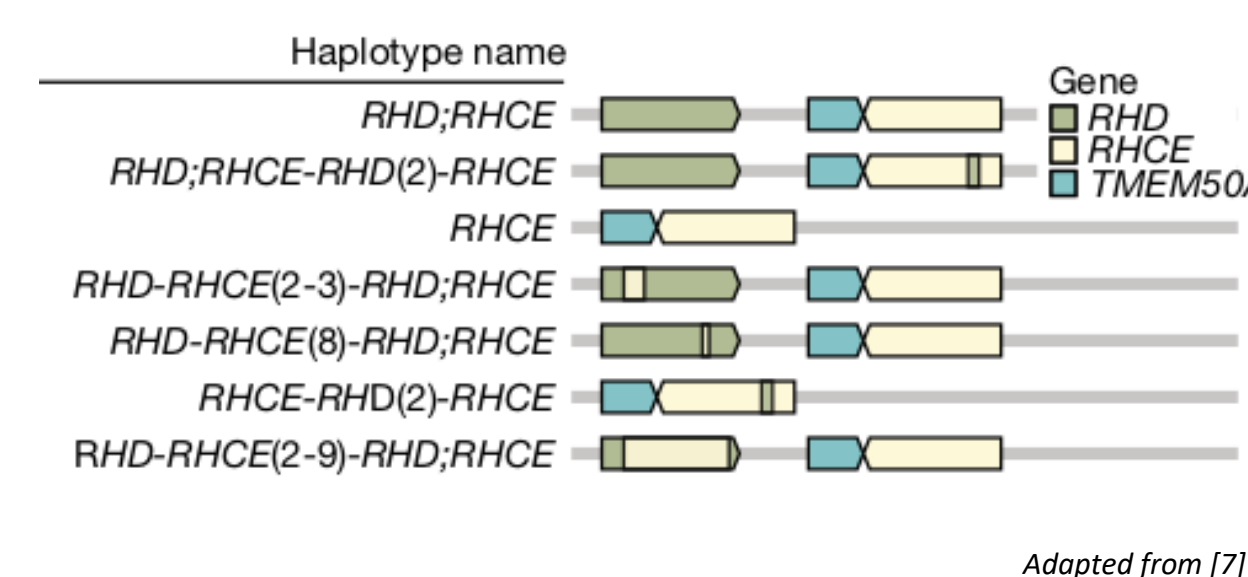 Haplotype name
Gene
RHD;RHCE
RHD
RHCE
RHD;RHCE-RHD(2)-RHCE
TMEM50A
RHCE
RHD-RHCE(2-3)-RHD;RHCE
RHD-RHCE(8)-RHD;RHCE
RHCE-RHD(2)-RHCE
RHD-RHCE(2-9)-RHD;RHCE
Adapted from [7]